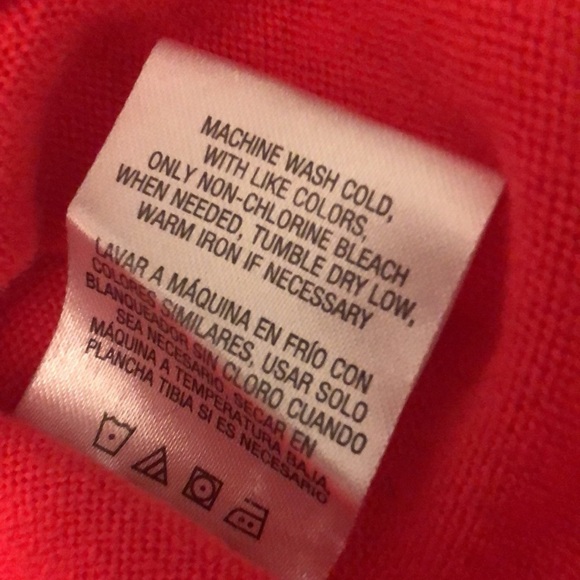 MACHINE WASH COLD,
WITH LIKE COLORS,
ONLY NON-CHLORINE BLEACH
WHEN NEEDED, TUMBLE DRY LOW,
WARM IRON IF NECESSARY
LAVAR A MÁQUINA EN FRÍO CON
COLORES SIMILARES, USAR SOLO
BLANQUEADOR SIN CLORO CUANDO
SEA NECESARIO, SECAR EN
MÁQUINA A TEMPERATURA BAJA,
PLANCHA TIBIA SI ES NECESARIO